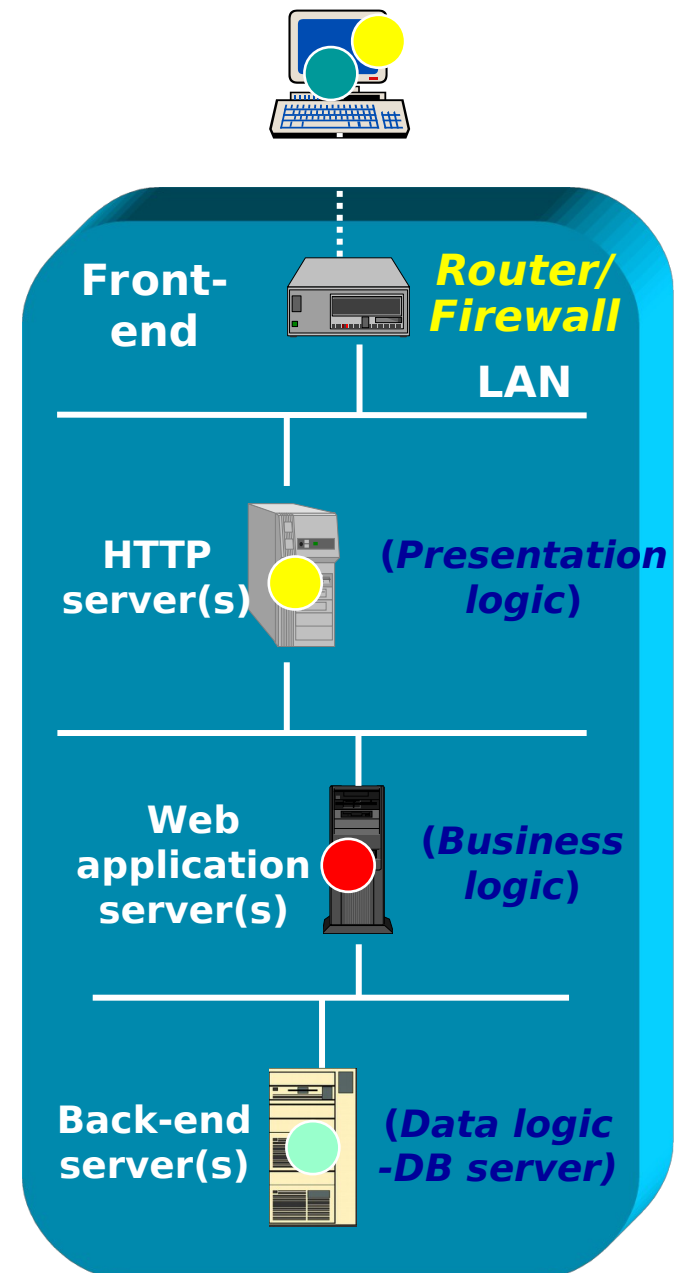 Front-
end
Router/
Firewall
LAN
HTTP
server(s)
(Presentation
logic)
Web
application
server(s)
(Business
logic)
Back-end
server(s)
(Data logic
-DB server)